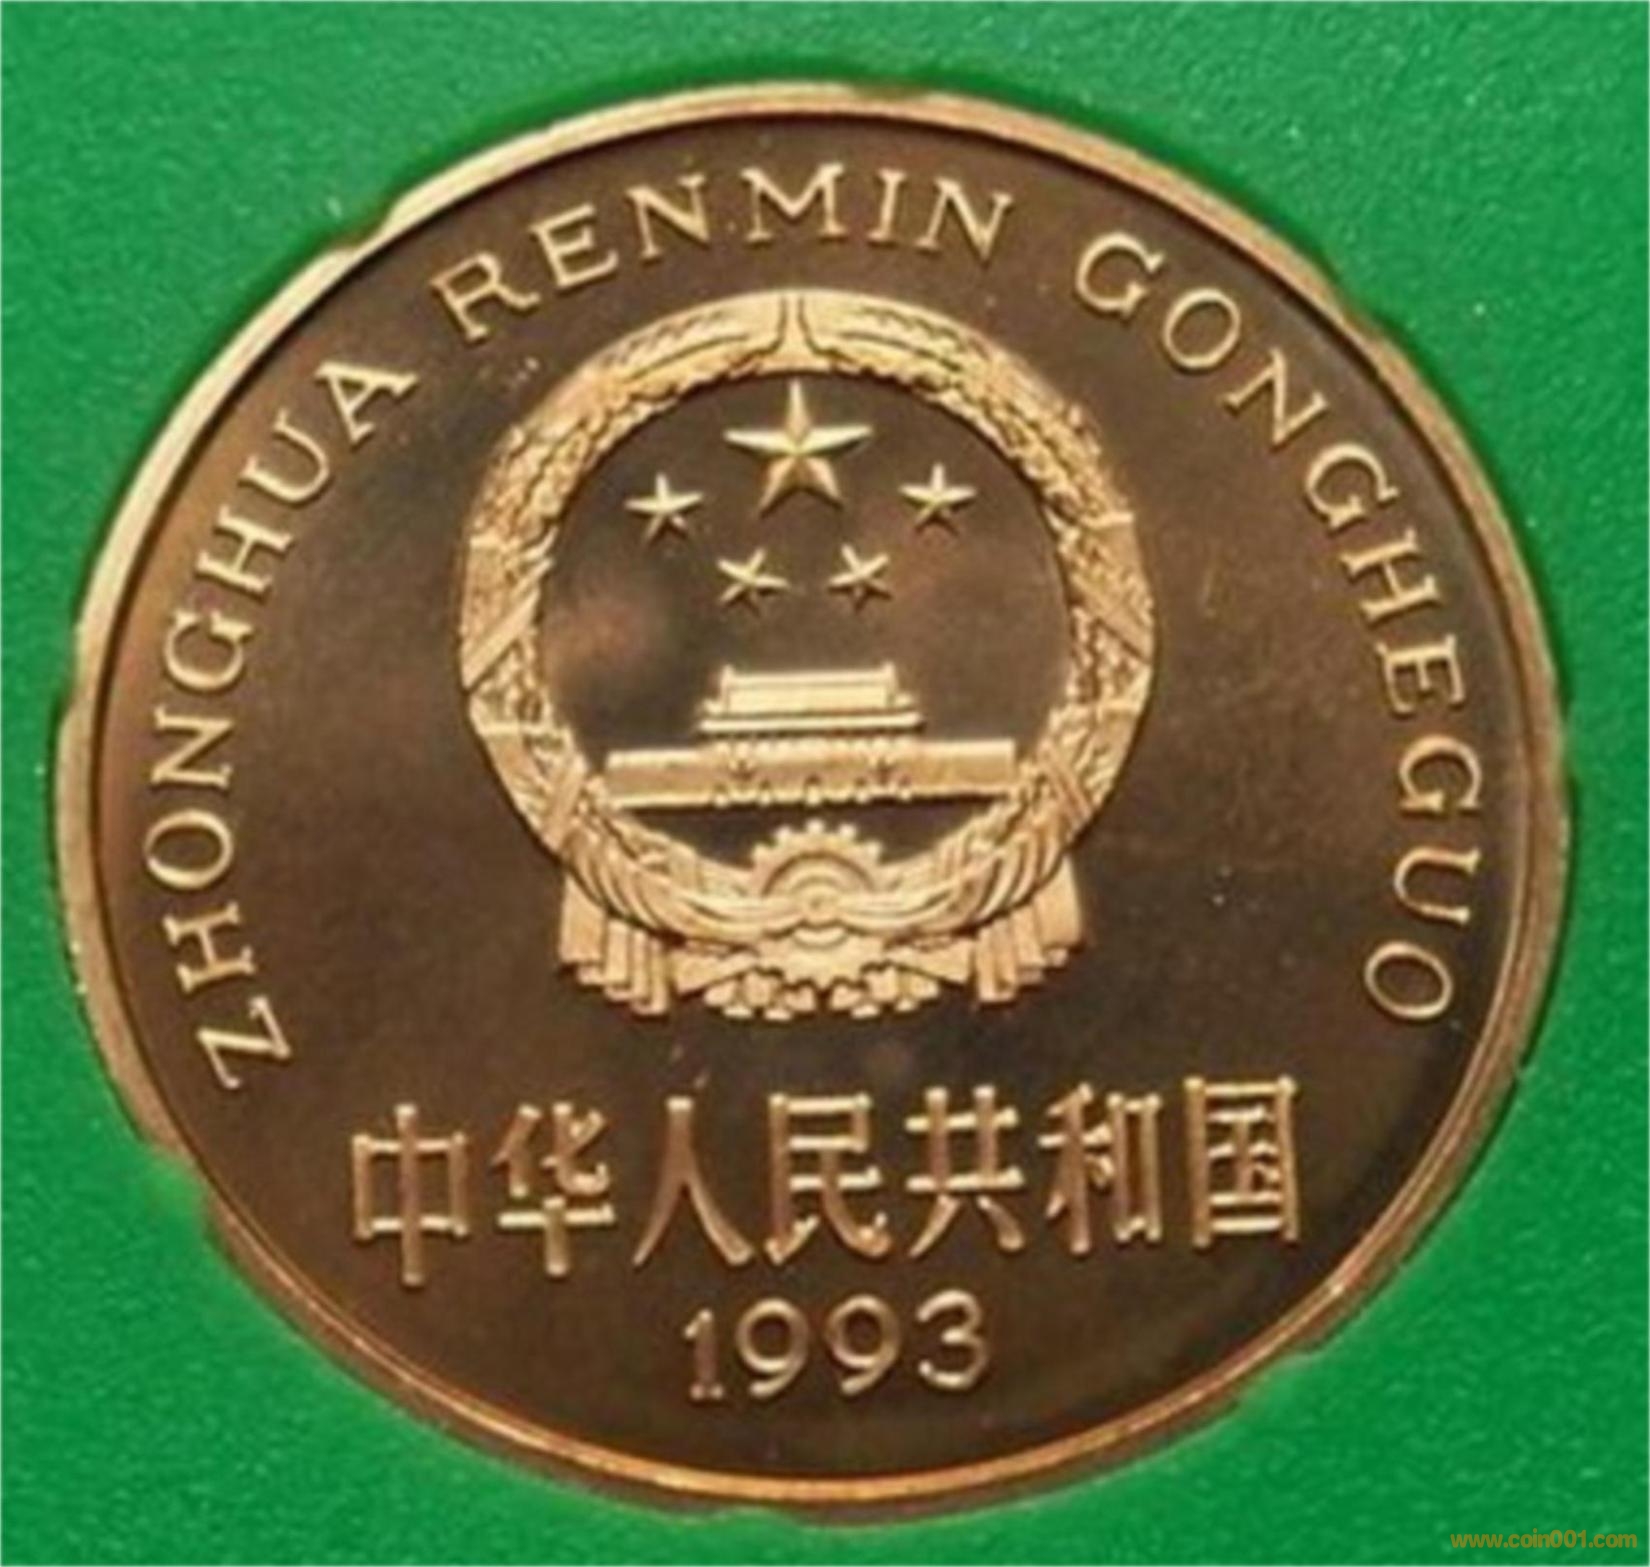 ZHONGHUA RENMIN GONGHEGUO
中华人民共和国
1993
www.coin001.com